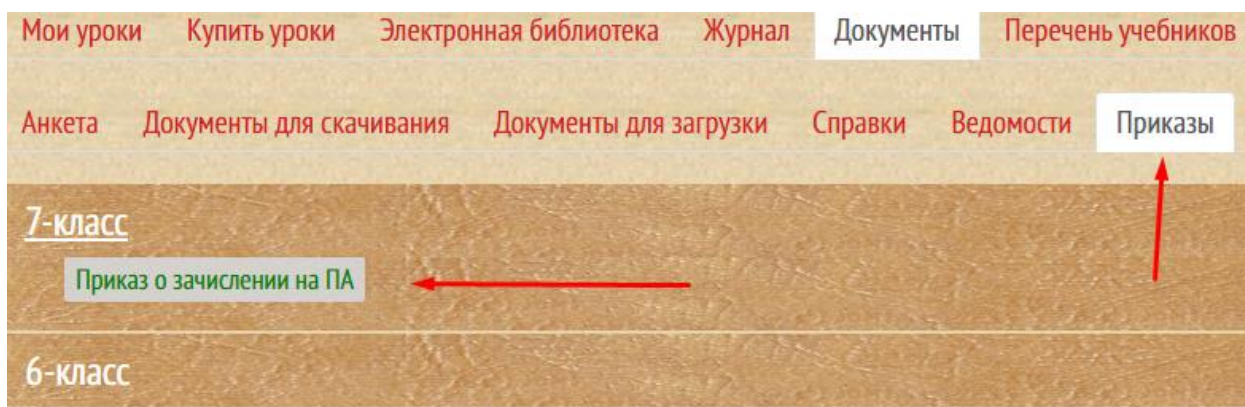 Мои уроки Купить уроки Электронная библиотека Журнал Документы Перечень учебников
Анкета Документы для скачивания Документы для загрузки Справки Ведомости Приказы
7-класс
Приказ о зачислении на ПА
6-класс